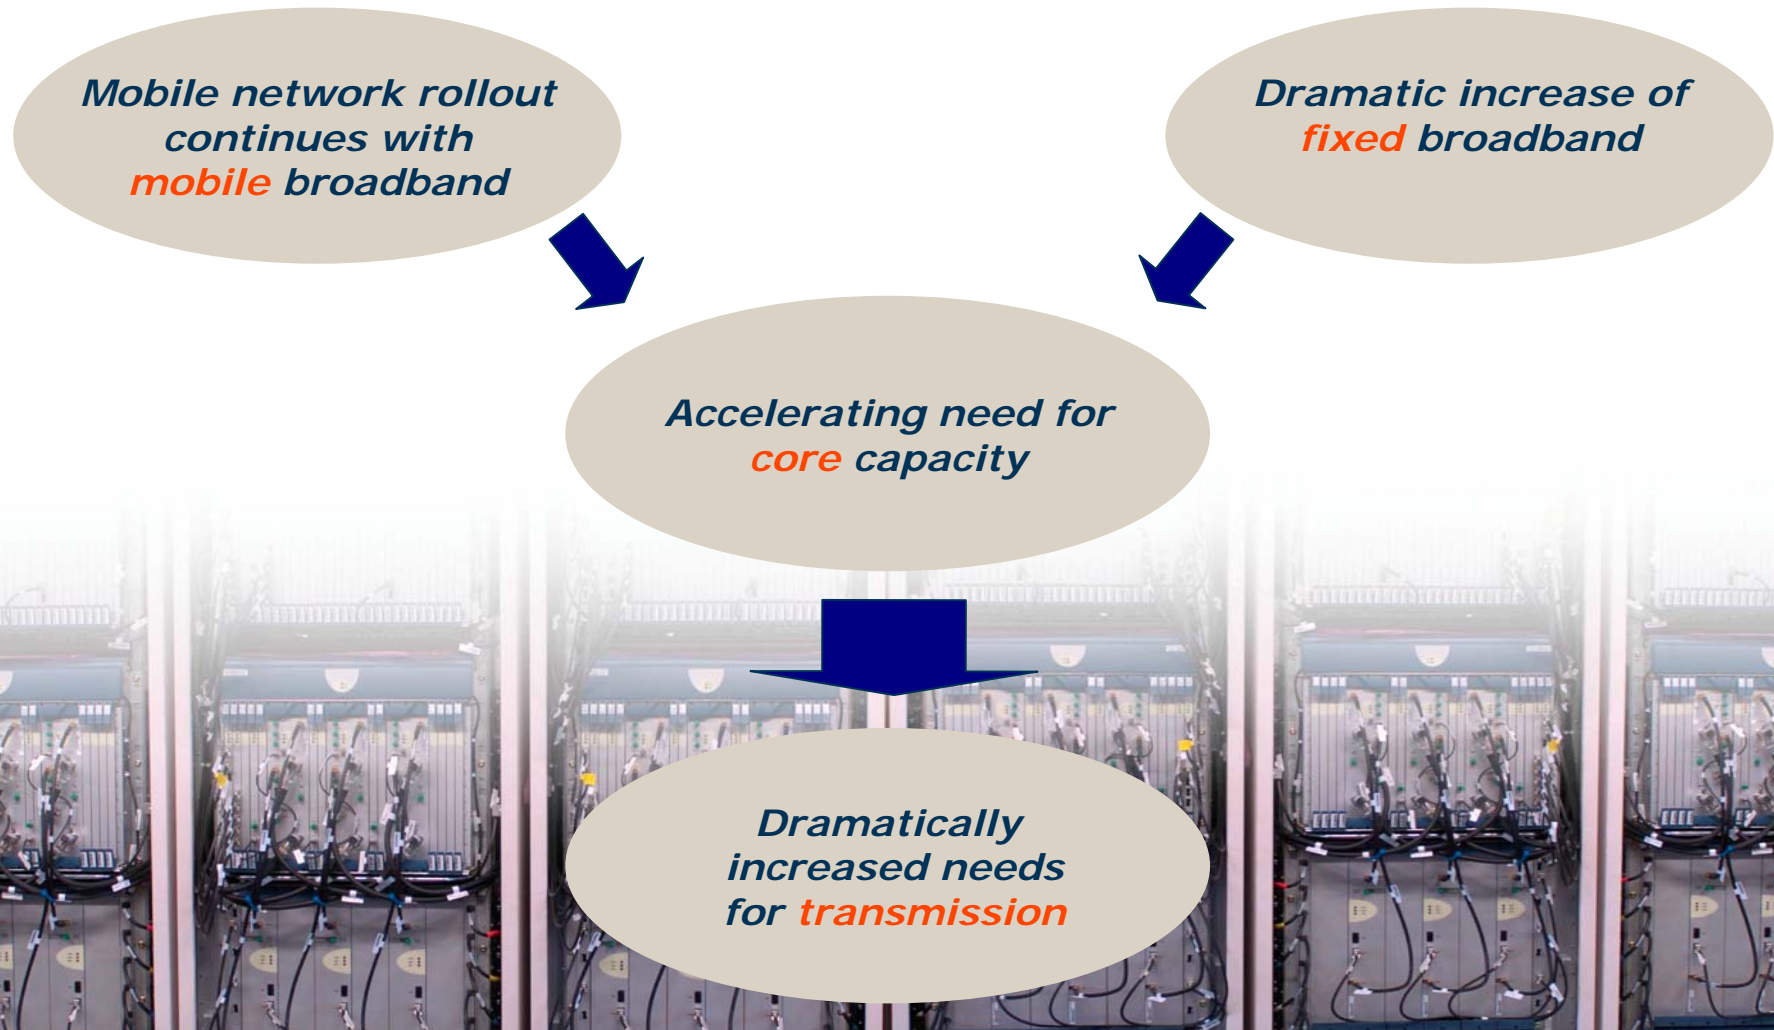 Mobile network rollout
continues with
mobile broadband
Dramatic increase of
fixed broadband
Accelerating need for
core capacity
Dramatically
increased needs
for transmission